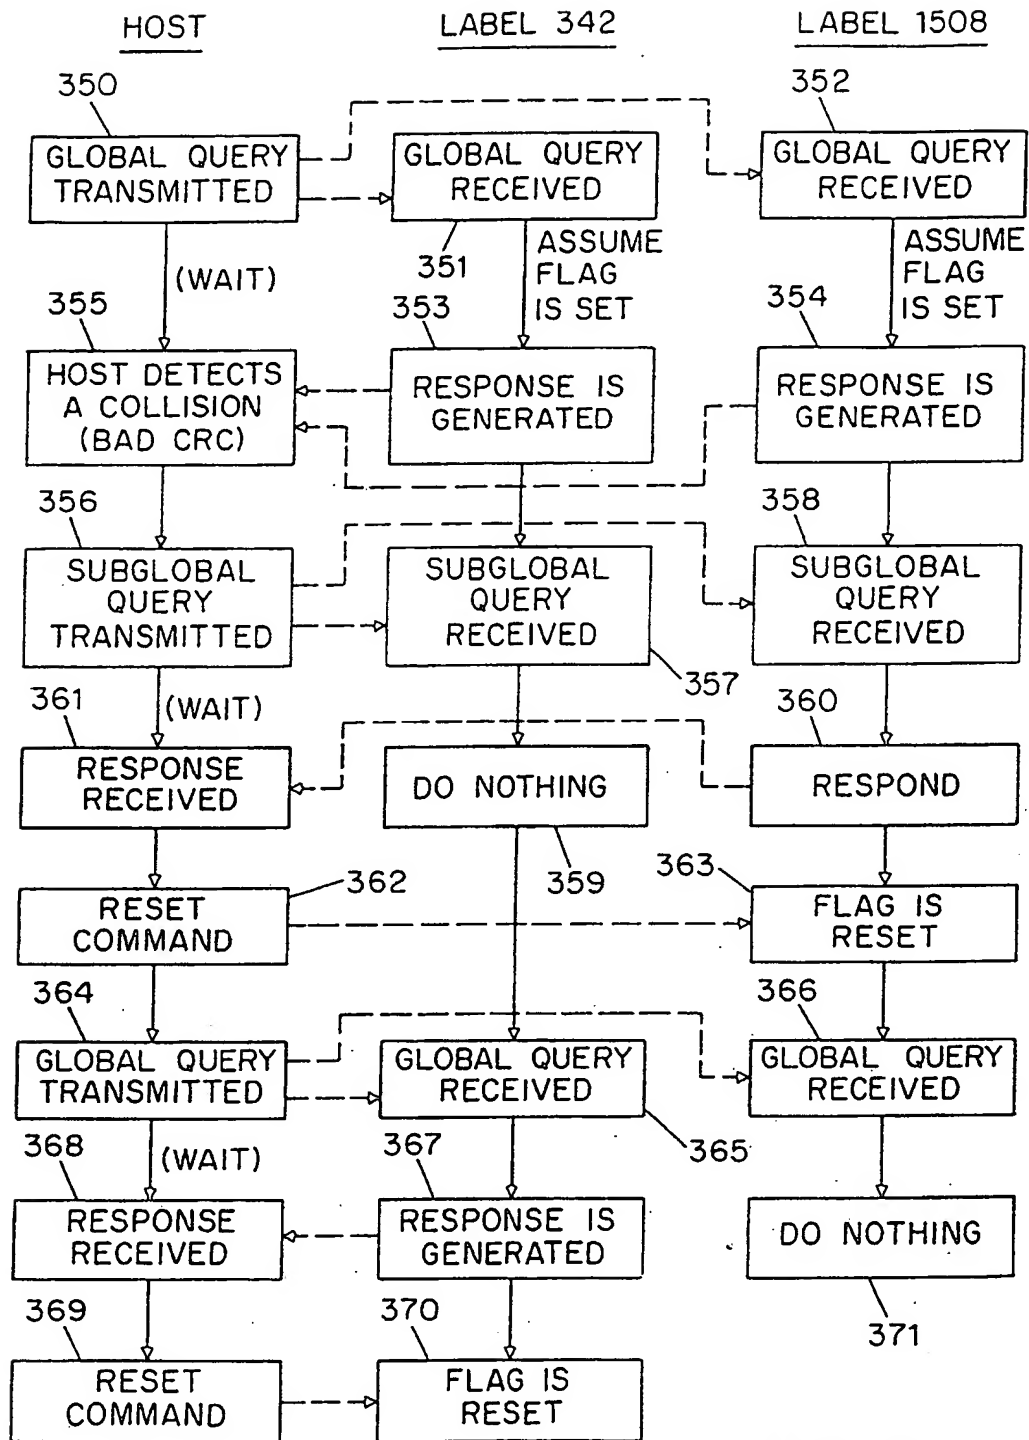 HOST
LABEL 342
LABEL 1508
350
352
GLOBAL QUERY
TRANSMITTED
GLOBAL QUERY
RECEIVED
GLOBAL QUERY
RECEIVED
351
(WAIT)
ASSUME
FLAG
IS SET
ASSUME
FLAG
IS SET
355
353
354
HOST DETECTS
A COLLISION
(BAD CRC)
RESPONSE IS
GENERATED
RESPONSE IS
GENERATED
356
358
SUBGLOBAL
QUERY
TRANSMITTED
SUBGLOBAL
QUERY
RECEIVED
SUBGLOBAL
QUERY
RECEIVED
357
361
(WAIT)
360
RESPONSE
RECEIVED
DO NOTHING
RESPOND
362
359
363
RESET
COMMAND
FLAG IS
RESET
364
366
GLOBAL QUERY
TRANSMITTED
GLOBAL QUERY
RECEIVED
GLOBAL QUERY
RECEIVED
368
(WAIT)
367
365
RESPONSE
RECEIVED
RESPONSE IS
GENERATED
DO NOTHING
369
370
371
RESET
COMMAND
FLAG IS
RESET